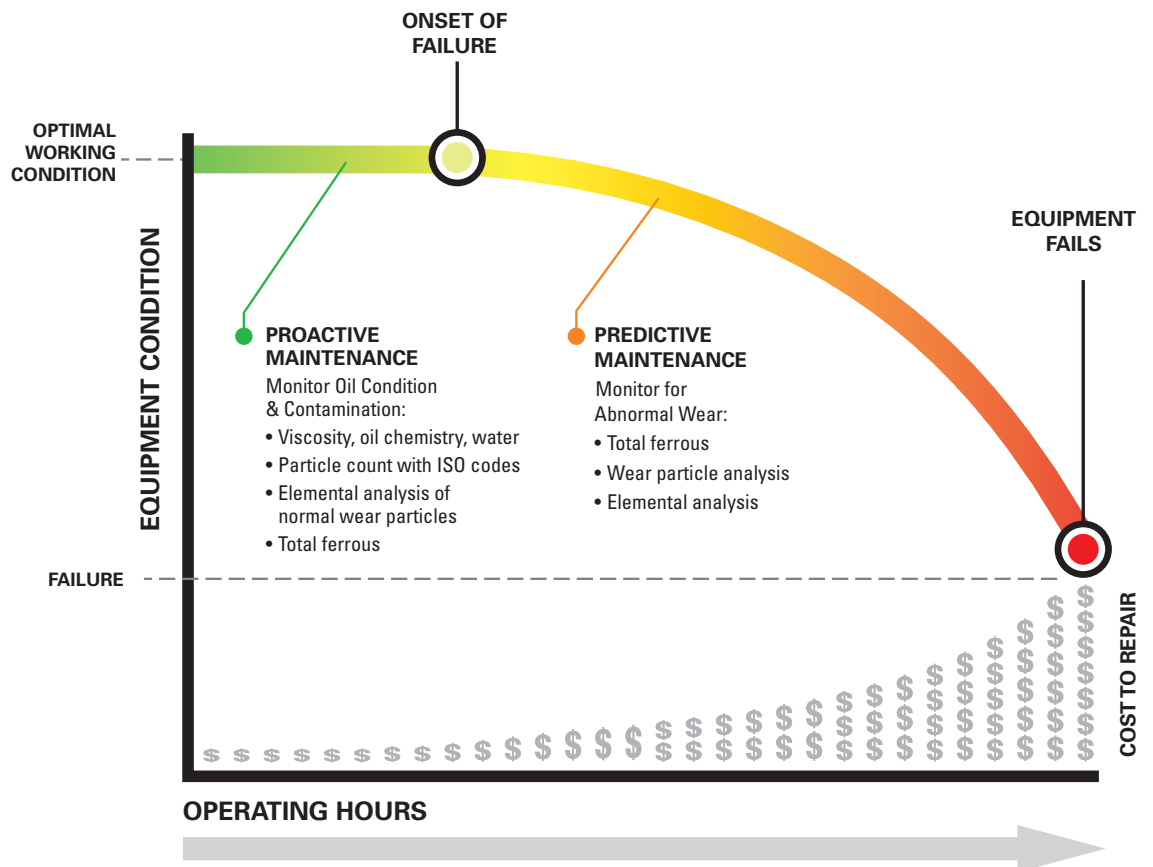 ONSET OF
FAILURE
OPTIMAL
WORKING
CONDITION
EQUIPMENT
FAILS
EQUIPMENT CONDITION
PROACTIVE
MAINTENANCE
Monitor Oil Condition
& Contamination:
• Viscosity, oil chemistry, water
• Particle count with ISO codes
• Elemental analysis of
normal wear particles
• Total ferrous
PREDICTIVE
MAINTENANCE
Monitor for
Abnormal Wear:
• Total ferrous
• Wear particle analysis
• Elemental analysis
FAILURE
COST TO REPAIR
OPERATING HOURS